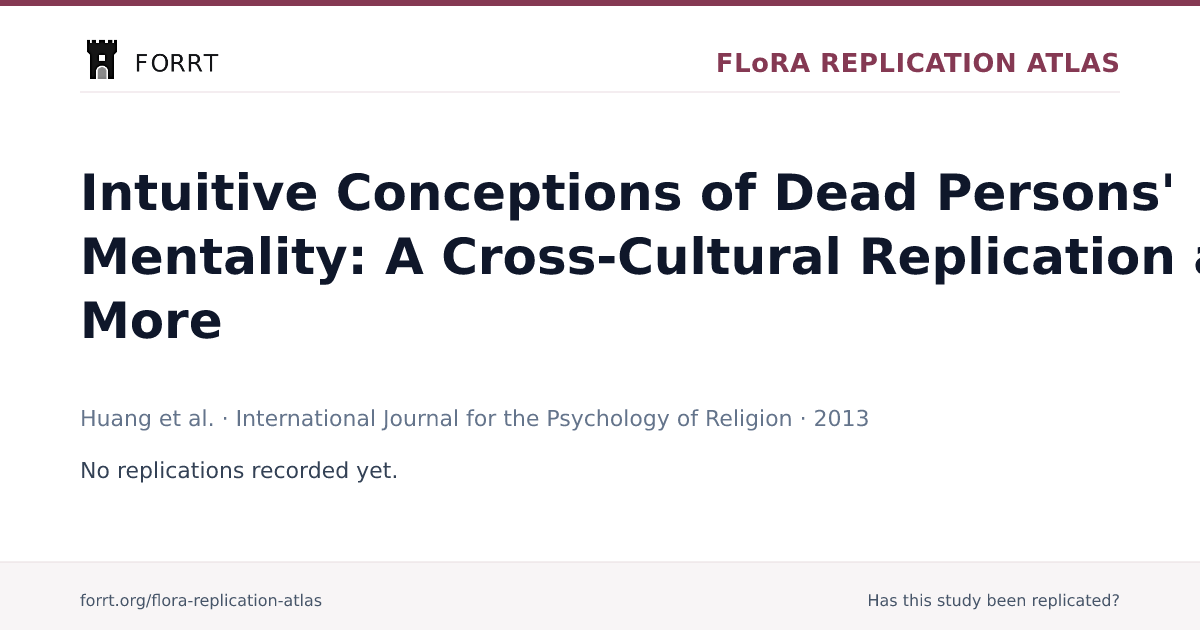 FORRT
FLoRA REPLICATION ATLAS
Intuitive Conceptions of Dead Persons'
Mentality: A Cross-Cultural Replication
More
Huang et al. · International Journal for the Psychology of Religion · 2013
No replications recorded yet.
forrt.org/flora-replication-atlas
Has this study been replicated?